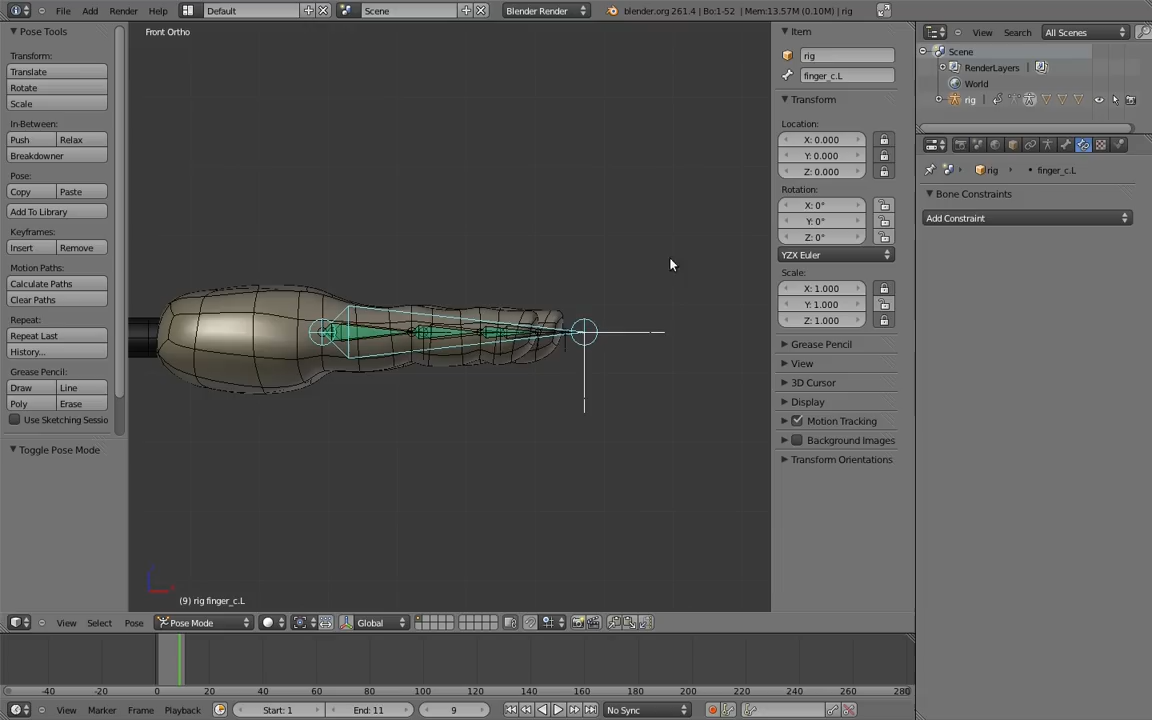 File Add Render Help Default Scene Blender Render blender.org 261.4 | Bo:1-52 | Mem:13.57M (0.10M) | rig
Pose Tools
Transform:
Translate
Rotate
Scale
In-Between:
Push Relax
Breakdowner
Pose:
Copy Paste
Add To Library
Keyframes:
Insert Remove
Motion Paths:
Calculate Paths
Clear Paths
Repeat:
Repeat Last
History...
Grease Pencil:
Draw Line
Poly Erase
Use Sketching Sessio
Toggle Pose Mode
Front Ortho
(9) rig finger_c.L
Item
rig
finger_c.L
Transform
Location:
X: 0.000
Y: 0.000
Z: 0.000
Rotation:
X: 0°
Y: 0°
Z: 0°
YZX Euler
Scale:
X: 1.000
Y: 1.000
Z: 1.000
Grease Pencil
View
3D Cursor
Display
Motion Tracking
Background Images
Transform Orientations
View Search All Scenes
Scene
RenderLayers
World
rig
rig finger_c.L
Bone Constraints
Add Constraint
View Select Pose Pose Mode Global
-40 -20 0 20 40 60 80 100 120 140 160 180 200 220 240 260 280
View Marker Frame Playback Start: 1 End: 11 9 No Sync